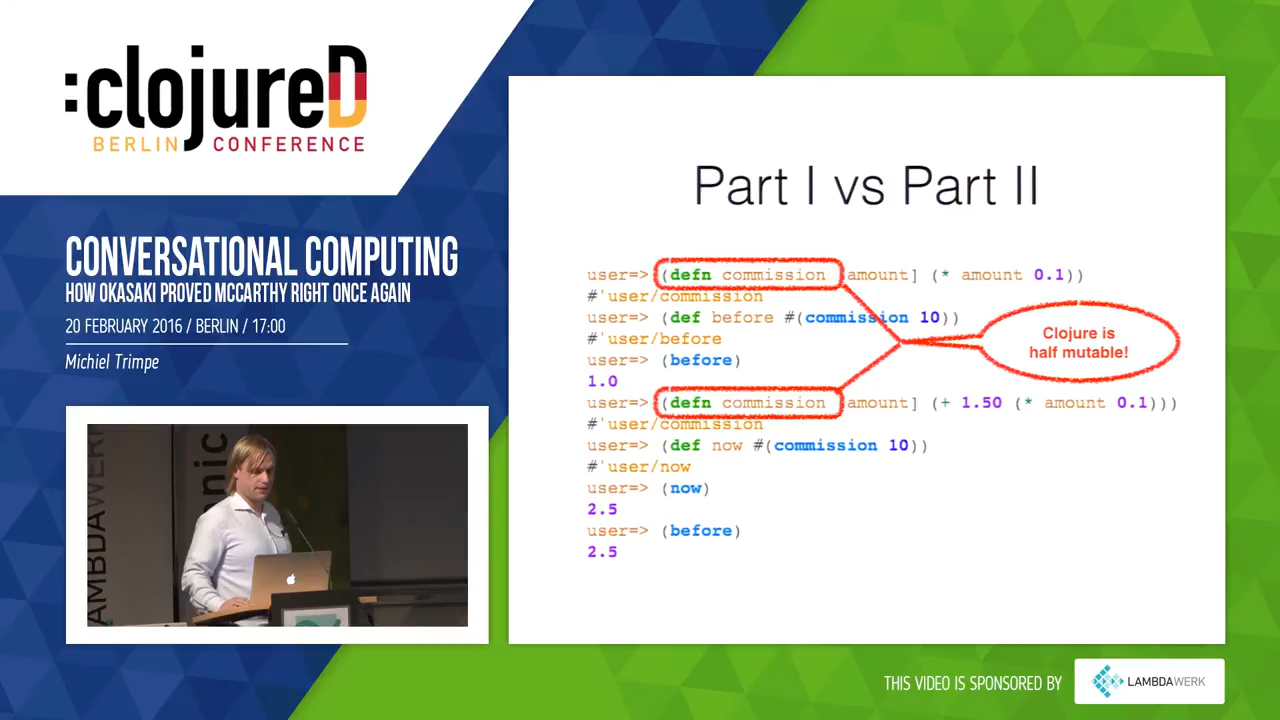 :clojureD
BERLIN CONFERENCE
CONVERSATIONAL COMPUTING
HOW OKASAKI PROVED MCCARTHY RIGHT ONCE AGAIN
20 FEBRUARY 2016 / BERLIN / 17:00
Michiel Trimpe
AMBDAWERK
anic
Part I vs Part II
user=> (defn commission [amount] (* amount 0.1))
#'user/commission
user=> (def before #(commission 10))
#'user/before
user=> (before)
1.0
user=> (defn commission [amount] (+ 1.50 (* amount 0.1)))
#'user/commission
user=> (def now #(commission 10))
#'user/now
user=> (now)
2.5
user=> (before)
2.5
Clojure is
half mutable!
THIS VIDEO IS SPONSORED BY
LAMBDAWERK